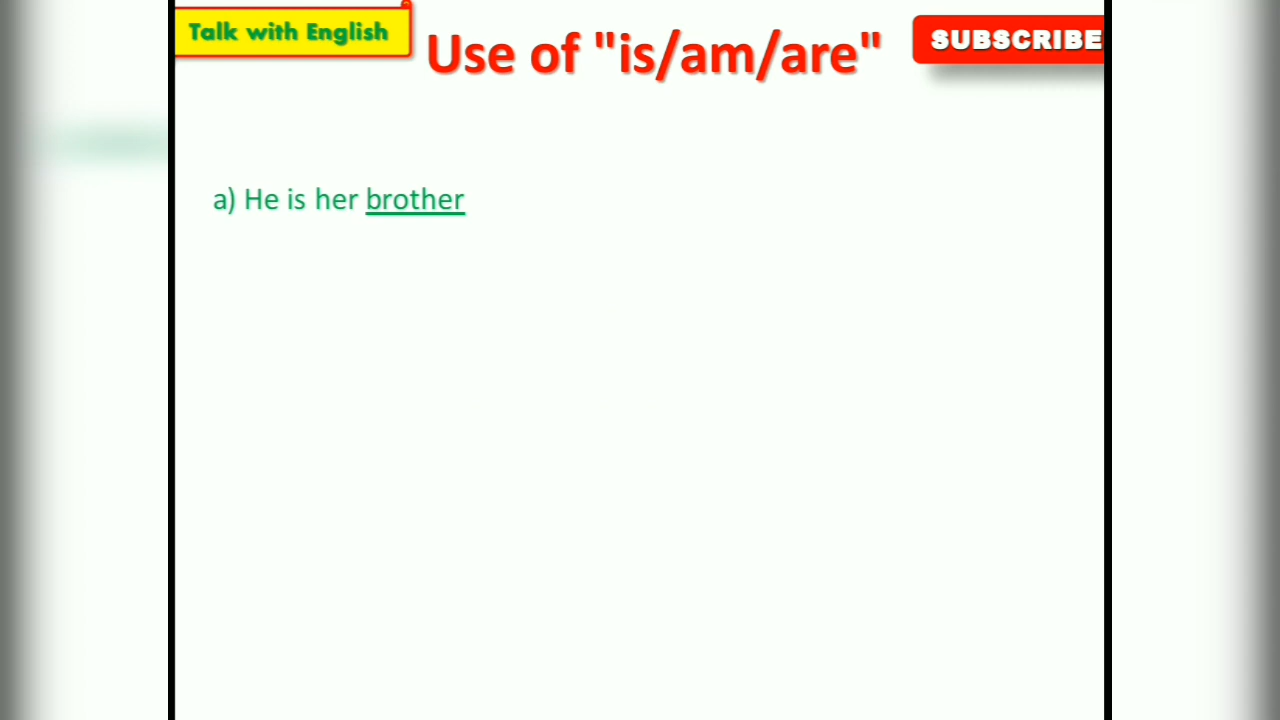 Talk with English
Use of "is/am/are"
SUBSCRIBE
a) He is her brother